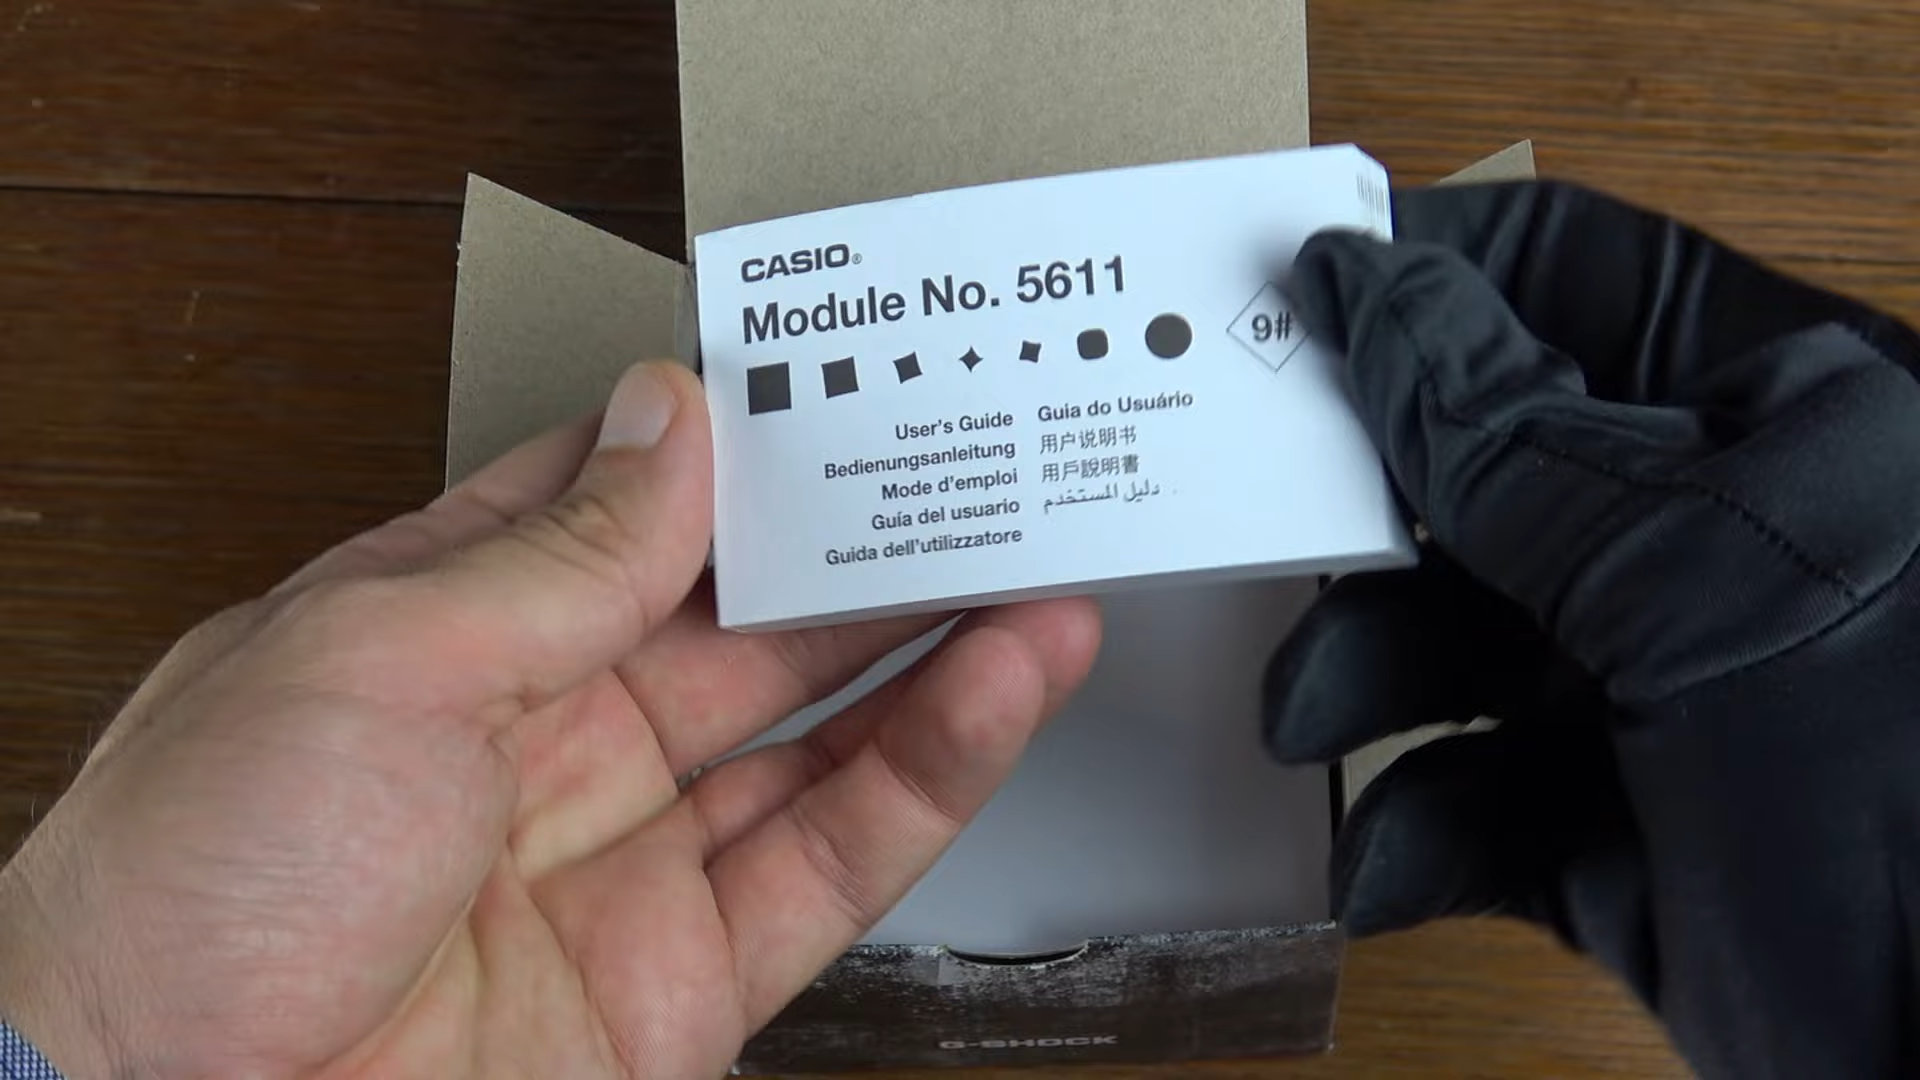 CASIO®
Module No. 5611
9#
User's Guide
Bedienungsanleitung
Mode d'emploi
Guía del usuario
Guida dell'utilizzatore
Guia do Usuário
用户说明书
用戶說明書
دليل المستخدم
G-SHOCK